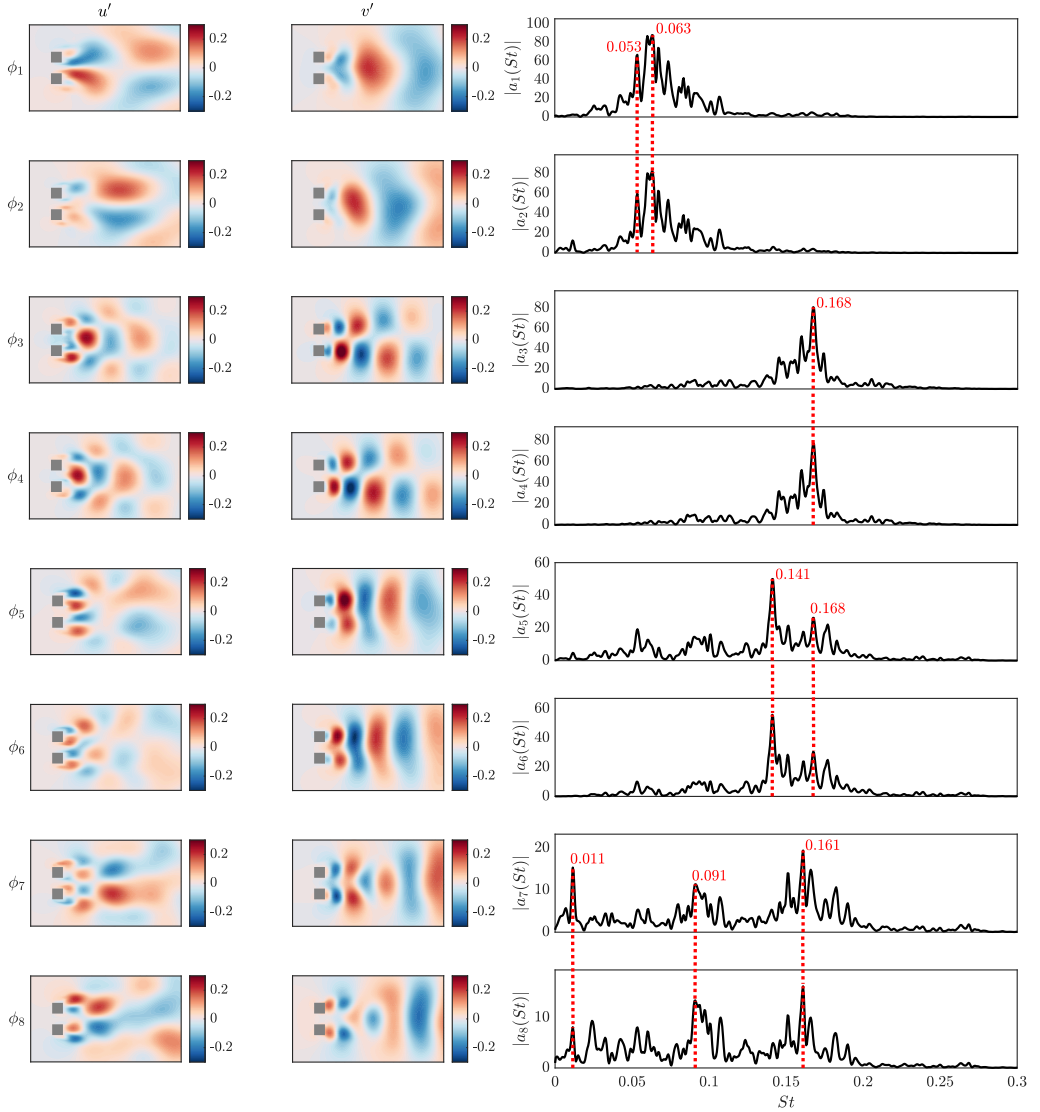 u′ v′
ϕ1 0.2 0 -0.2 0.2 0 -0.2 |a1(St)| 100 80 60 40 20 0 0.053 0.063
ϕ2 0.2 0 -0.2 0.2 0 -0.2 |a2(St)| 80 60 40 20 0
ϕ3 0.2 0 -0.2 0.2 0 -0.2 |a3(St)| 80 60 40 20 0 0.168
ϕ4 0.2 0 -0.2 0.2 0 -0.2 |a4(St)| 80 60 40 20 0
ϕ5 0.2 0 -0.2 0.2 0 -0.2 |a5(St)| 60 40 20 0 0.141 0.168
ϕ6 0.2 0 -0.2 0.2 0 -0.2 |a6(St)| 60 40 20 0
ϕ7 0.2 0 -0.2 0.2 0 -0.2 |a7(St)| 20 10 0 0.011 0.091 0.161
ϕ8 0.2 0 -0.2 0.2 0 -0.2 |a8(St)| 10 0
0 0.05 0.1 0.15 0.2 0.25 0.3
St